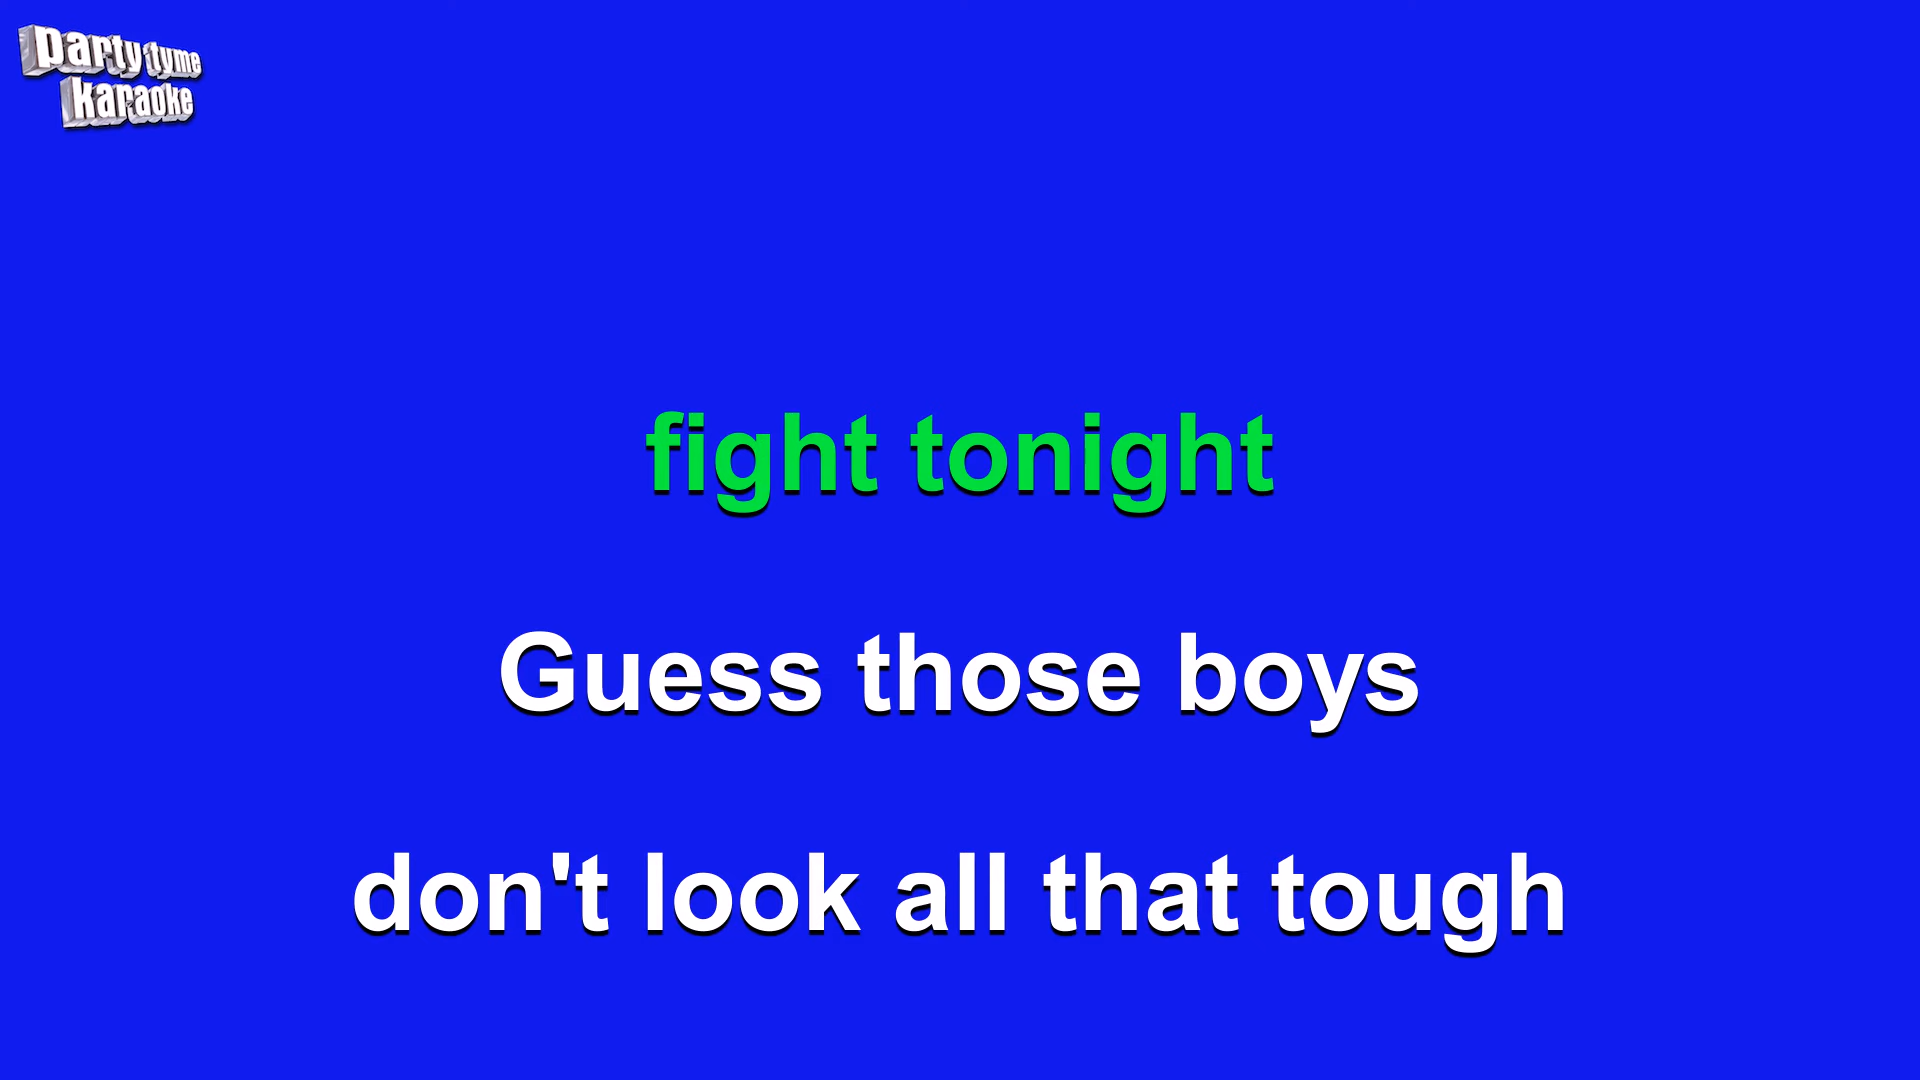 party tyme
karaoke
fight tonight
Guess those boys
don't look all that tough